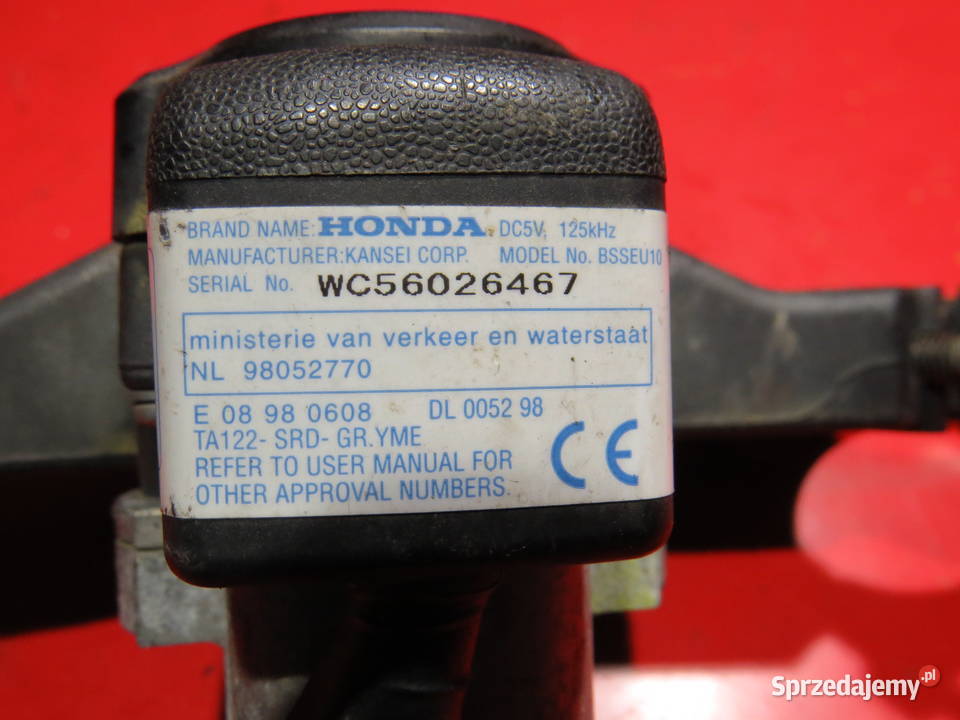 BRAND NAME: HONDA DC5V, 125kHz
MANUFACTURER:KANSEI CORP. MODEL No. BSSEU10
SERIAL No. WC56026467
ministerie van verkeer en waterstaat
NL 98052770
E 08 98 0608 DL 0052 98
TA122- SRD- GR.YME
REFER TO USER MANUAL FOR
OTHER APPROVAL NUMBERS.
CE
Sprzedajemy.pl